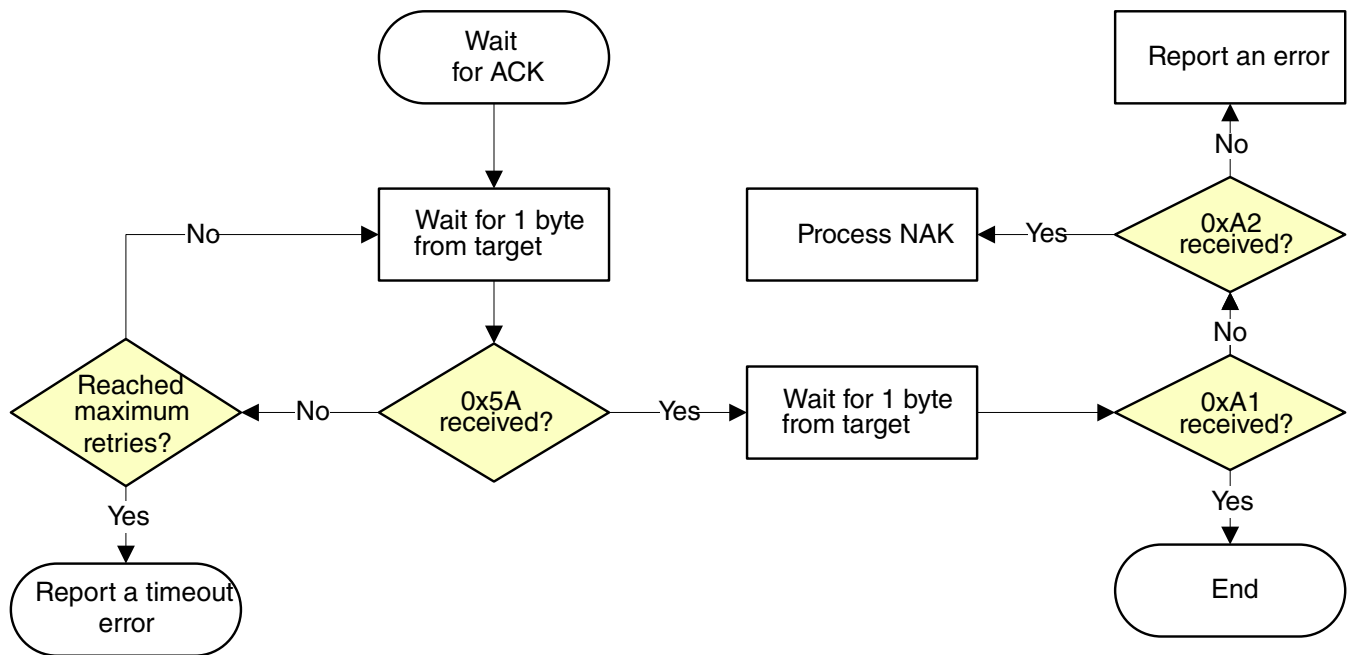 Wait
for ACK
Report an error
No
Wait for 1 byte
from target
No
Process NAK
Yes
0xA2
received?
No
Reached
maximum
retries?
No
0x5A
received?
Yes
Wait for 1 byte
from target
0xA1
received?
Yes
Yes
Report a timeout
error
End